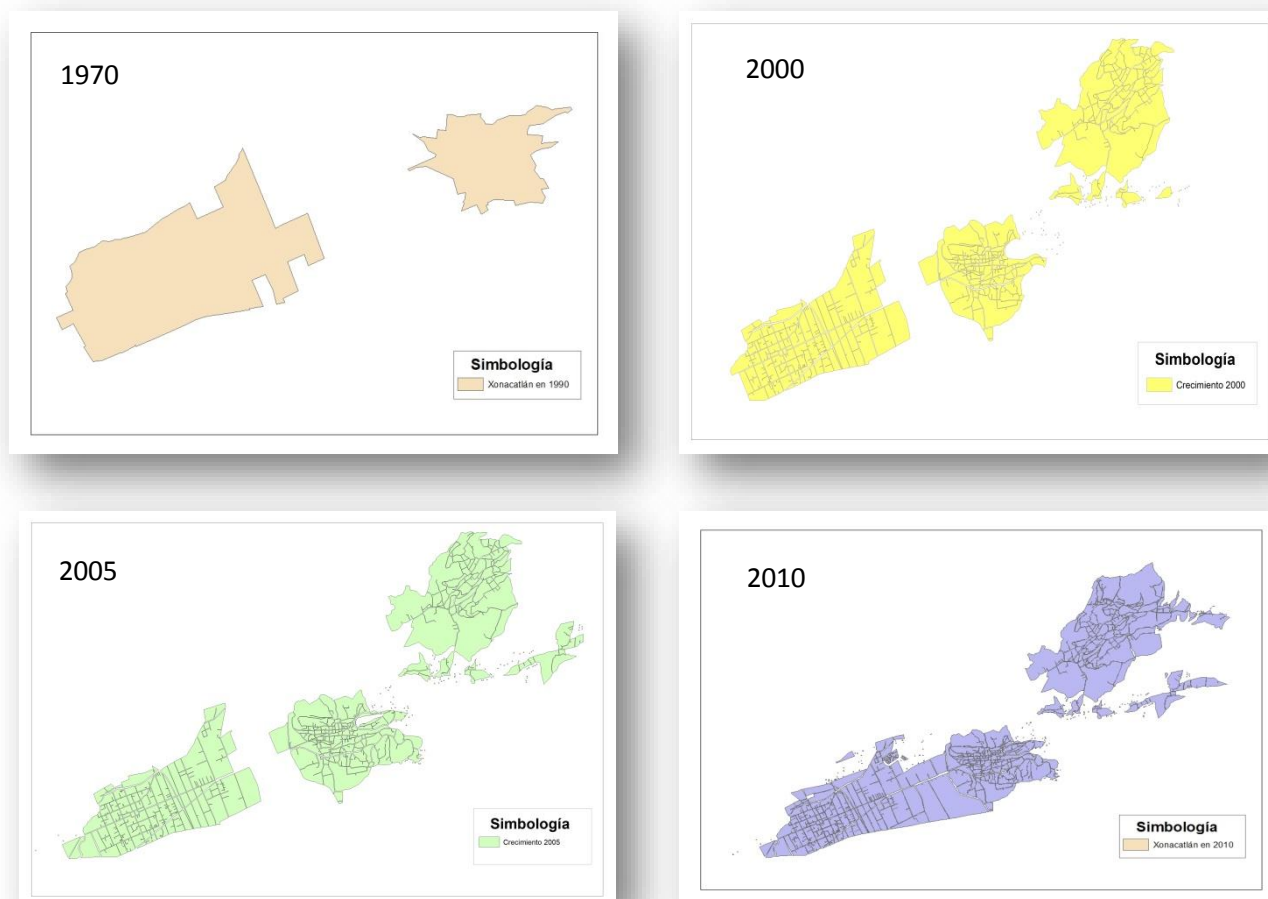 1970
Simbología
Xonacatlán en 1990
2000
Simbología
Crecimiento 2000
2005
Simbología
Crecimiento 2005
2010
Simbología
Xonacatlán en 2010